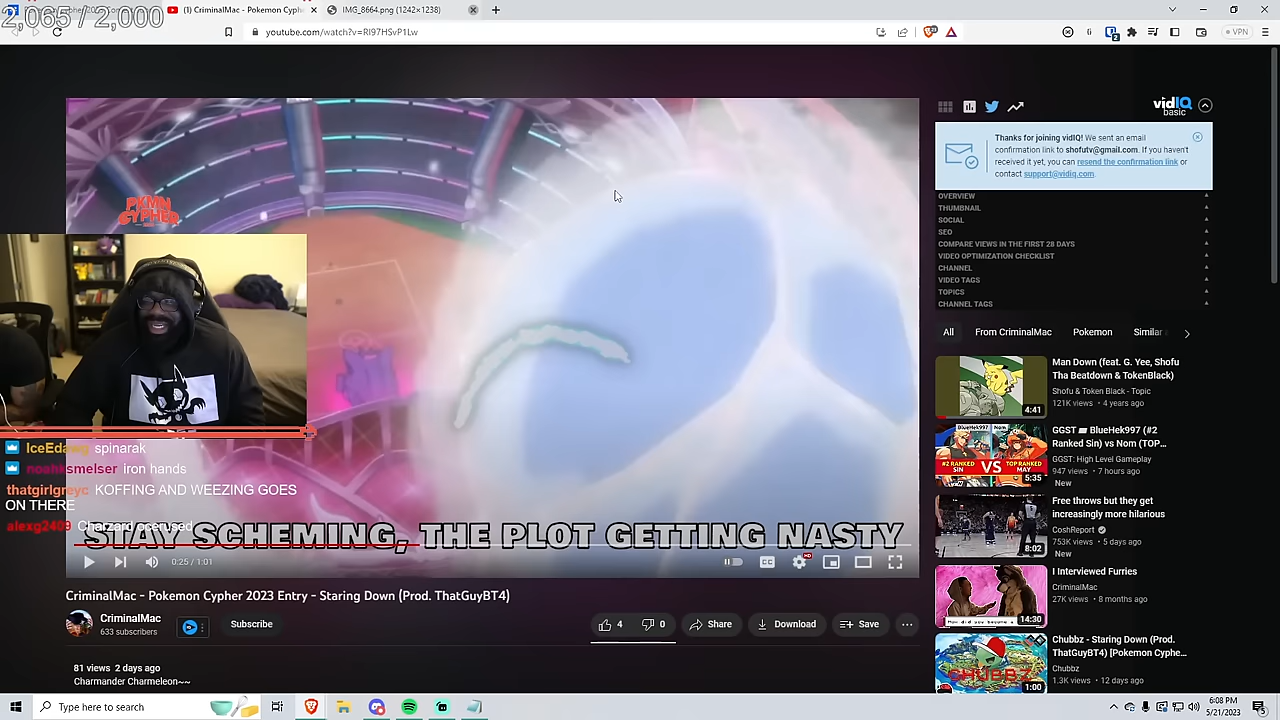 2,065 / 2,000
(1) CriminalMac - Pokemon Cyphe
IMG_8664.png (1242×1238)
youtube.com/watch?v=RI97HSvP1Lw
VPN
PKMN
CYPHER
IceEdawg spinarak
noahksmelser iron hands
thatgirlgreyc KOFFING AND WEEZING GOES
ON THERE
alexg2409 Charizard ocerused
STAY SCHEMING, THE PLOT GETTING NASTY
0:25 / 1:01
CC
HD
CriminalMac - Pokemon Cypher 2023 Entry - Staring Down (Prod. ThatGuyBT4)
CriminalMac
633 subscribers
Subscribe
4
0
Share
Download
Save
81 views 2 days ago
Charmander Charmeleon~~
vidIQ
basic
Thanks for joining vidIQ! We sent an email
confirmation link to shofutv@gmail.com. If you haven't
received it yet, you can resend the confirmation link or
contact support@vidiq.com.
OVERVIEW
THUMBNAIL
SOCIAL
SEO
COMPARE VIEWS IN THE FIRST 28 DAYS
VIDEO OPTIMIZATION CHECKLIST
CHANNEL
VIDEO TAGS
TOPICS
CHANNEL TAGS
All
From CriminalMac
Pokemon
Similar
Man Down (feat. G. Yee, Shofu
Tha Beatdown & TokenBlack)
Shofu & Token Black - Topic
121K views • 4 years ago
4:41
GGST BlueHek997 (#2
Ranked Sin) vs Nom (TOP...
GGST: High Level Gameplay
947 views • 7 hours ago
New
#2 RANKED
SIN
VS
TOP RANKED
MAY
5:35
Free throws but they get
increasingly more hilarious
CoshReport
753K views • 5 days ago
New
8:02
I Interviewed Furries
CriminalMac
27K views • 8 months ago
14:30
Chubbz - Staring Down (Prod.
ThatGuyBT4) [Pokemon Cyphe...
Chubbz
1.3K views • 12 days ago
CHUBBZ
1:00
Type here to search
6:08 PM
5/21/2023